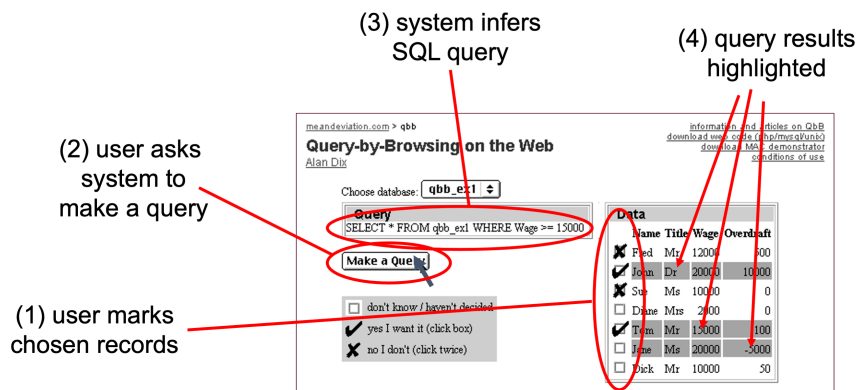 (3) system infers
SQL query
(4) query results
highlighted
(2) user asks
system to
make a query
(1) user marks
chosen records
meandeviation.com > qbb
Query-by-Browsing on the Web
Alan Dix
information and articles on QbB
download web code (php/mysql/unix)
download MAC demonstrator
conditions of use
Choose database: qbb_ex1
Query
SELECT * FROM qbb_ex1 WHERE Wage >= 15000
Make a Query
don't know / haven't decided
yes I want it (click box)
no I don't (click twice)
Data
Name Title Wage Overdraft
Fred Mr 12000 500
John Dr 20000 10000
Sue Ms 10000 0
Diane Mrs 2900 0
Tom Mr 15000 100
Jane Ms 20000 -5000
Dick Mr 10000 50